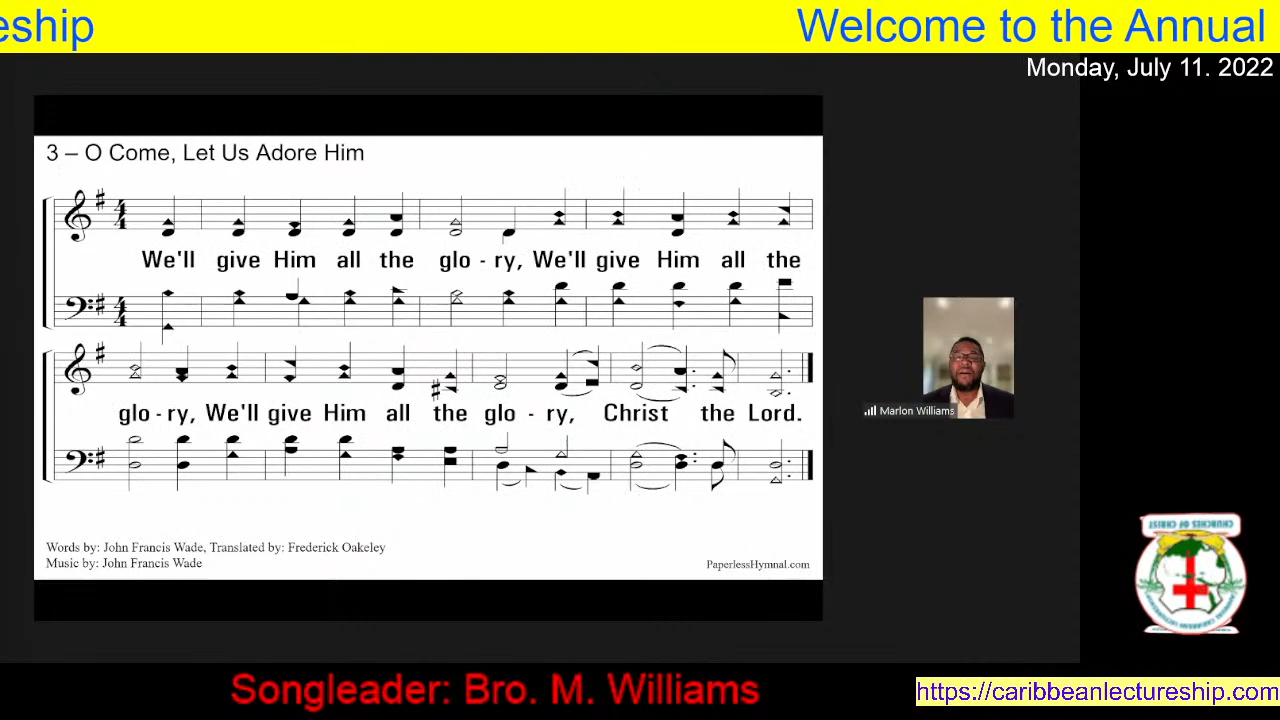 eship Welcome to the Annual
Monday, July 11. 2022
3 – O Come, Let Us Adore Him
We'll give Him all the glo - ry, We'll give Him all the
glo - ry, We'll give Him all the glo - ry, Christ the Lord.
Words by: John Francis Wade, Translated by: Frederick Oakeley
Music by: John Francis Wade
PaperlessHymnal.com
Marlon Williams
CHURCHES OF CHRIST
Songleader: Bro. M. Williams
https://caribbeanlectureship.com